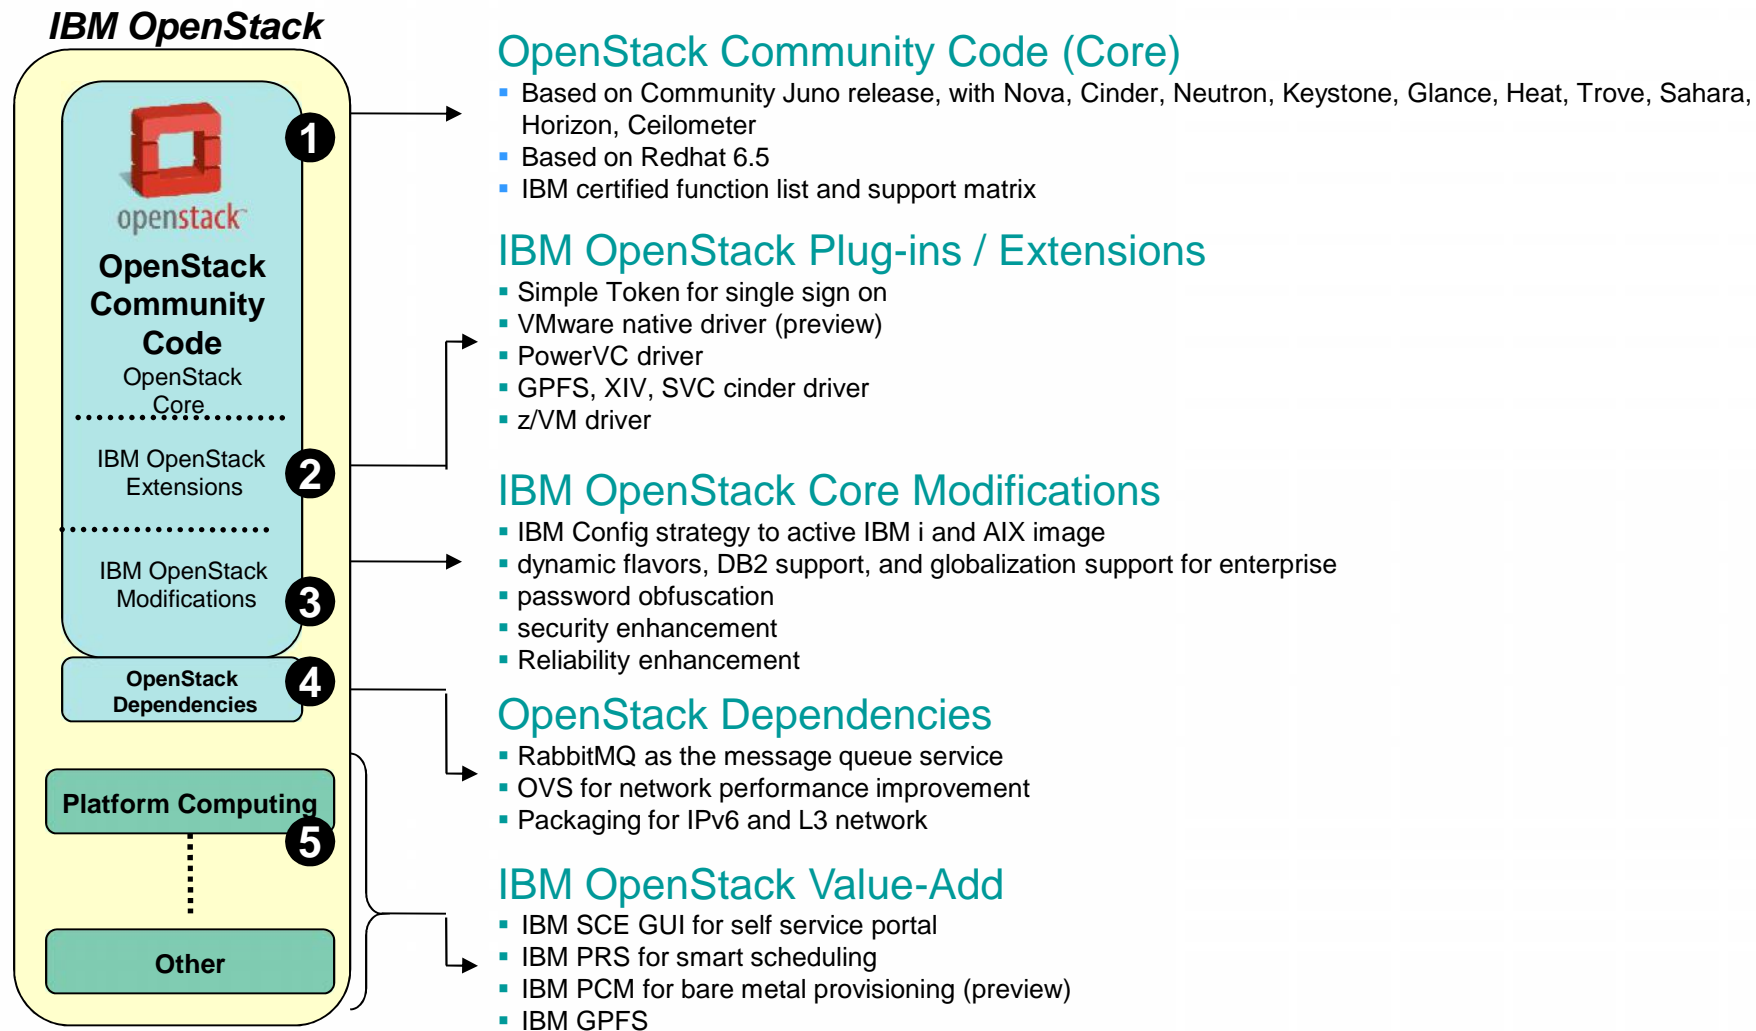 IBM OpenStack
1
openstack
OpenStack
Community
Code
OpenStack
Core
IBM OpenStack
Extensions
2
IBM OpenStack
Modifications
3
OpenStack
Dependencies
4
Platform Computing
5
Other
OpenStack Community Code (Core)
Based on Community Juno release, with Nova, Cinder, Neutron, Keystone, Glance, Heat, Trove, Sahara,
Horizon, Ceilometer
Based on Redhat 6.5
IBM certified function list and support matrix
IBM OpenStack Plug-ins / Extensions
Simple Token for single sign on
VMware native driver (preview)
PowerVC driver
GPFS, XIV, SVC cinder driver
z/VM driver
IBM OpenStack Core Modifications
IBM Config strategy to active IBM i and AIX image
dynamic flavors, DB2 support, and globalization support for enterprise
password obfuscation
security enhancement
Reliability enhancement
OpenStack Dependencies
RabbitMQ as the message queue service
OVS for network performance improvement
Packaging for IPv6 and L3 network
IBM OpenStack Value-Add
IBM SCE GUI for self service portal
IBM PRS for smart scheduling
IBM PCM for bare metal provisioning (preview)
IBM GPFS